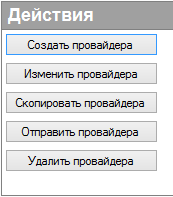 Действия
Создать провайдера
Изменить провайдера
Скопировать провайдера
Отправить провайдера
Удалить провайдера